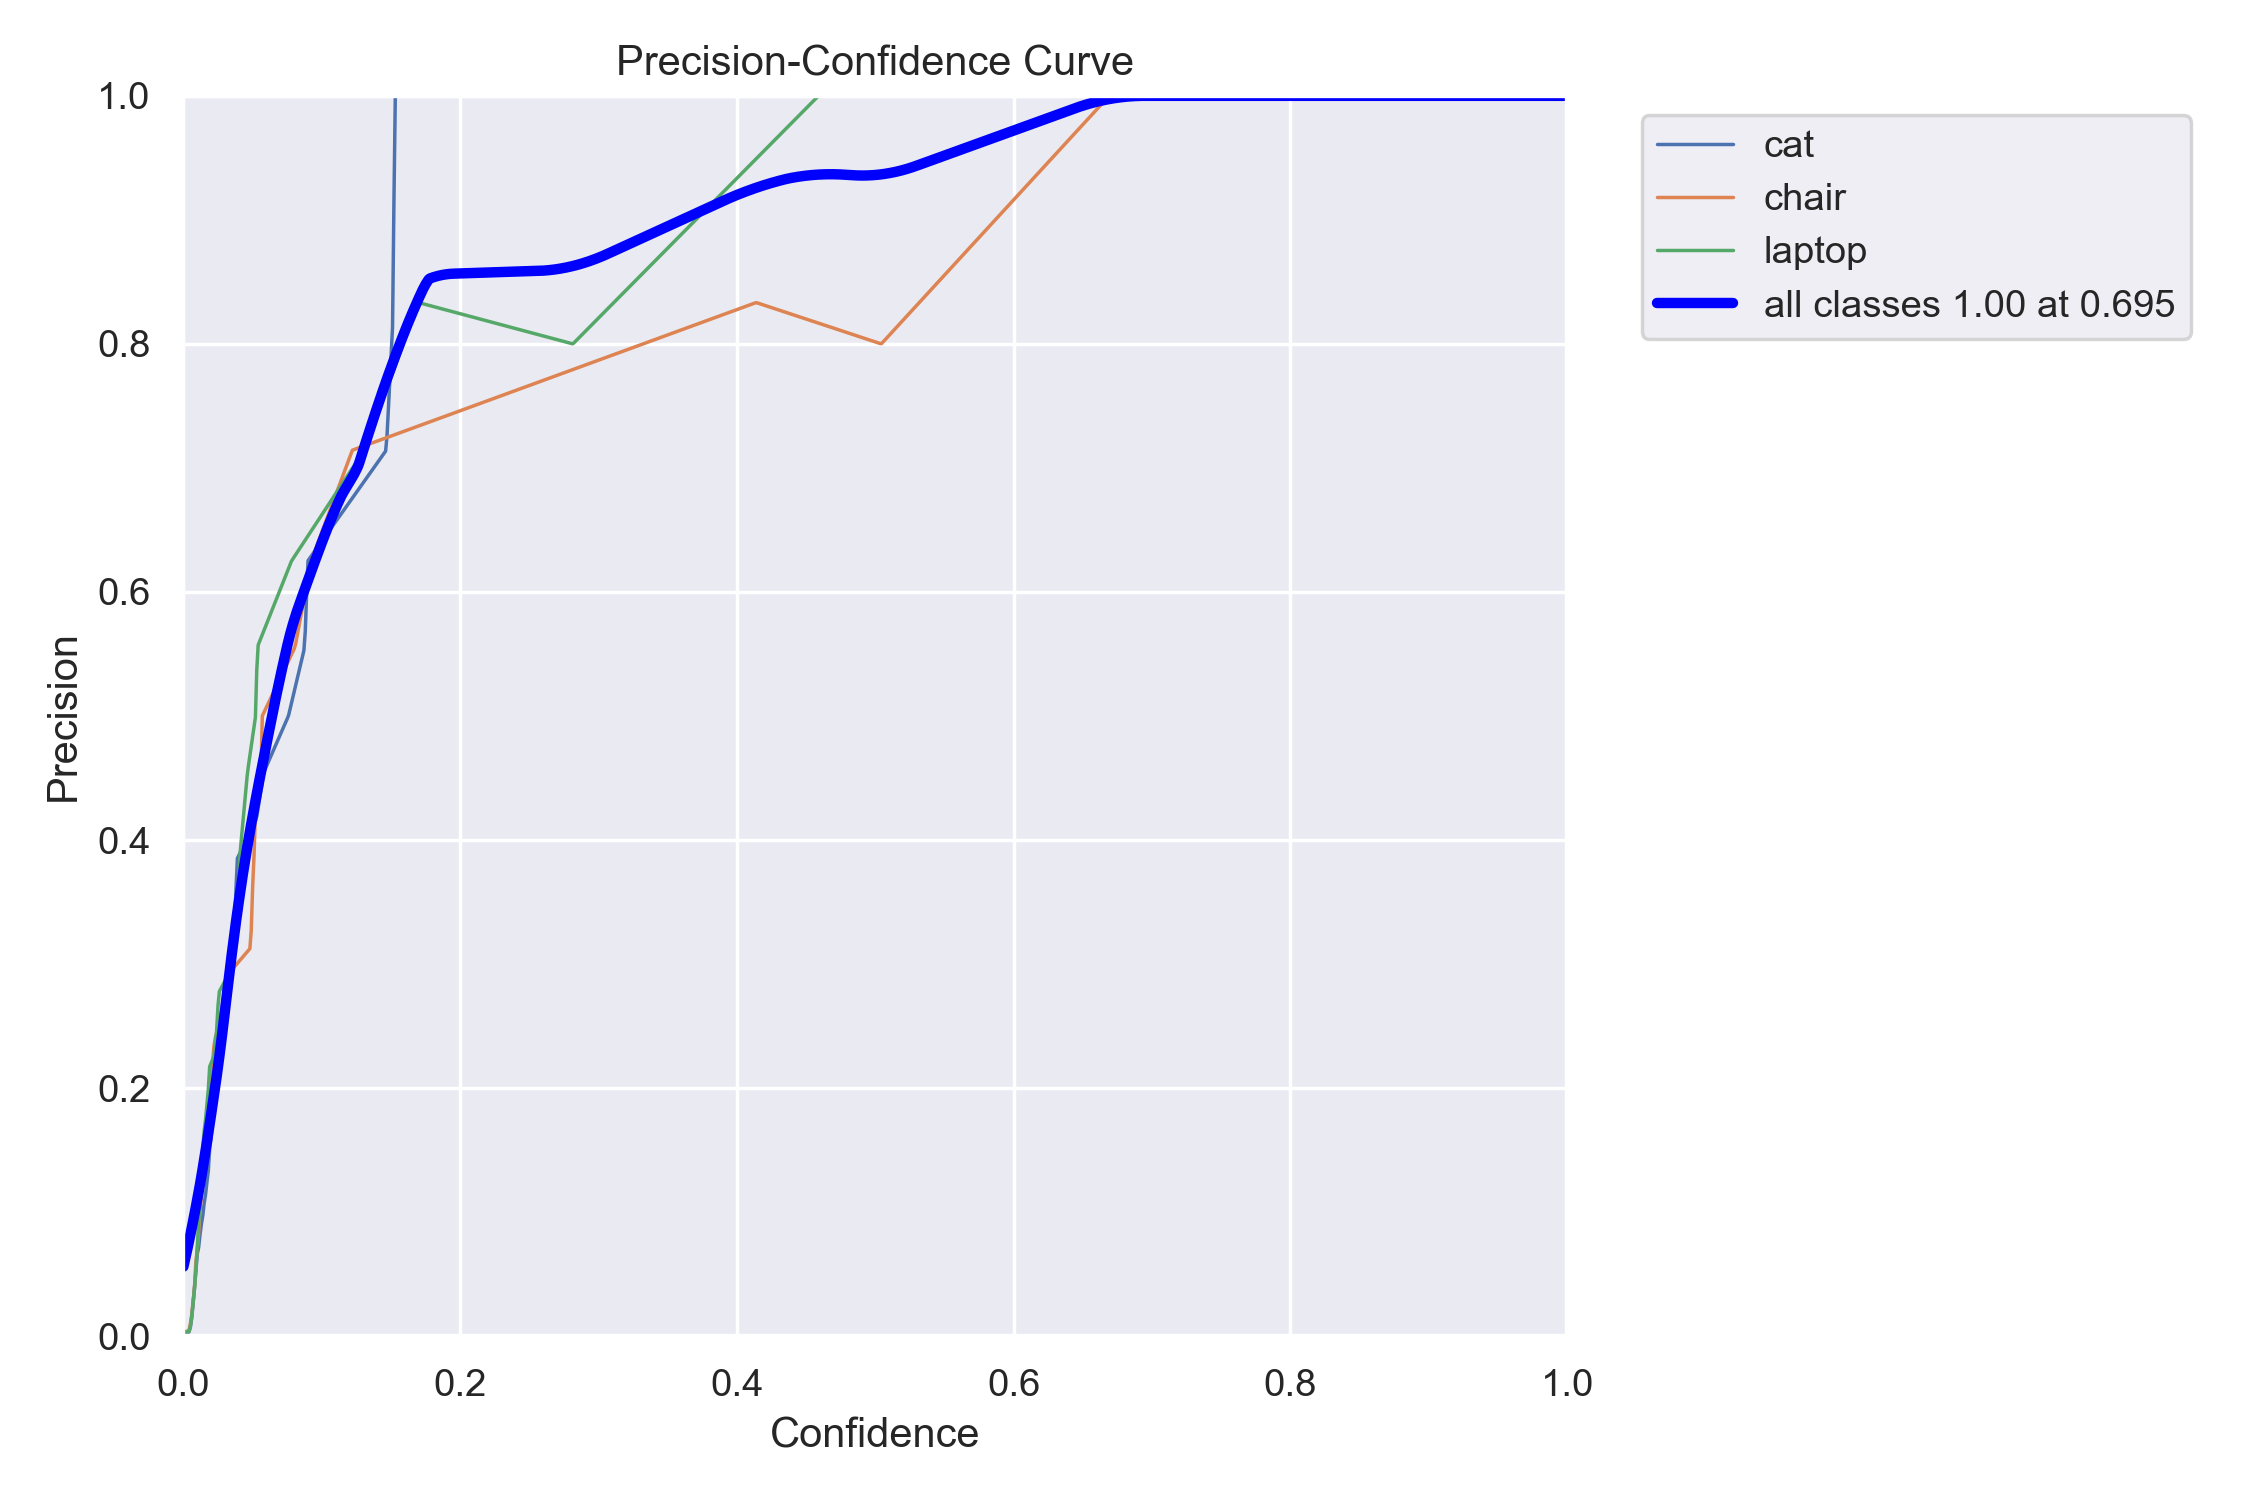 Precision-Confidence Curve
1.0
0.8
0.6
0.4
0.2
0.0
Precision
0.0 0.2 0.4 0.6 0.8 1.0
Confidence
cat
chair
laptop
all classes 1.00 at 0.695